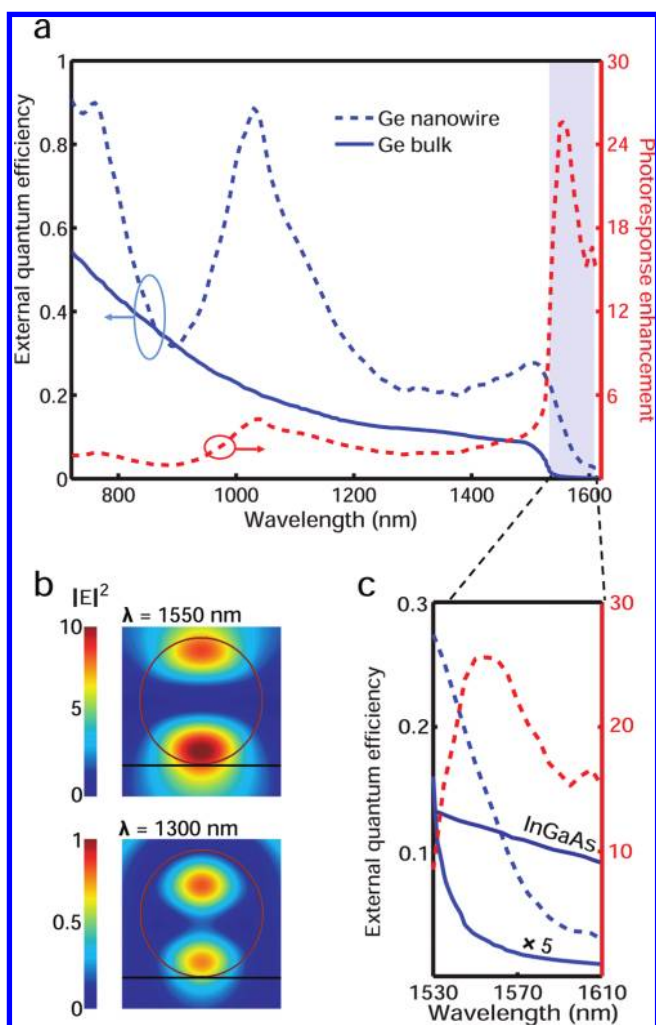 a
1
0.8
0.6
0.4
0.2
0
External quantum efficiency
30
24
18
12
6
Photoresponse enhancement
Ge nanowire
Ge bulk
800 1000 1200 1400 1600
Wavelength (nm)
b
|E|²
λ = 1550 nm
10
5
0
λ = 1300 nm
1
0.5
0
c
0.3
0.2
0.1
External quantum efficiency
30
20
10
InGaAs
× 5
1530 1570 1610
Wavelength (nm)